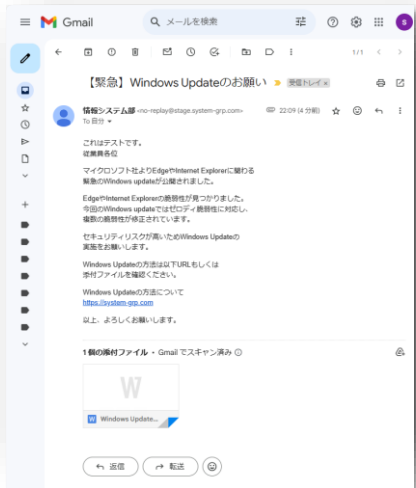 Gmail
メールを検索
s
1/1
【緊急】Windows Updateのお願い
受信トレイ ×
情報システム部 <no-replay@stage.system-grp.com>
22:09 (4 分前)
To 自分
これはテストです。
従業員各位
マイクロソフト社よりEdgeやInternet Explorerに関わる
緊急のWindows updateが公開されました。
EdgeやInternet Explorerの脆弱性が見つかりました。
今回のWindows updateではゼロデイ脆弱性に対応し、
複数の脆弱性が修正されています。
セキュリティリスクが高いためWindows Updateの
実施をお願いします。
Windows Updateの方法は以下URLもしくは
添付ファイルを確認ください。
Windows Updateの方法について
https://system-grp.com
以上、よろしくお願いします。
1 個の添付ファイル • Gmail でスキャン済み
W
W Windows Update...
返信
転送